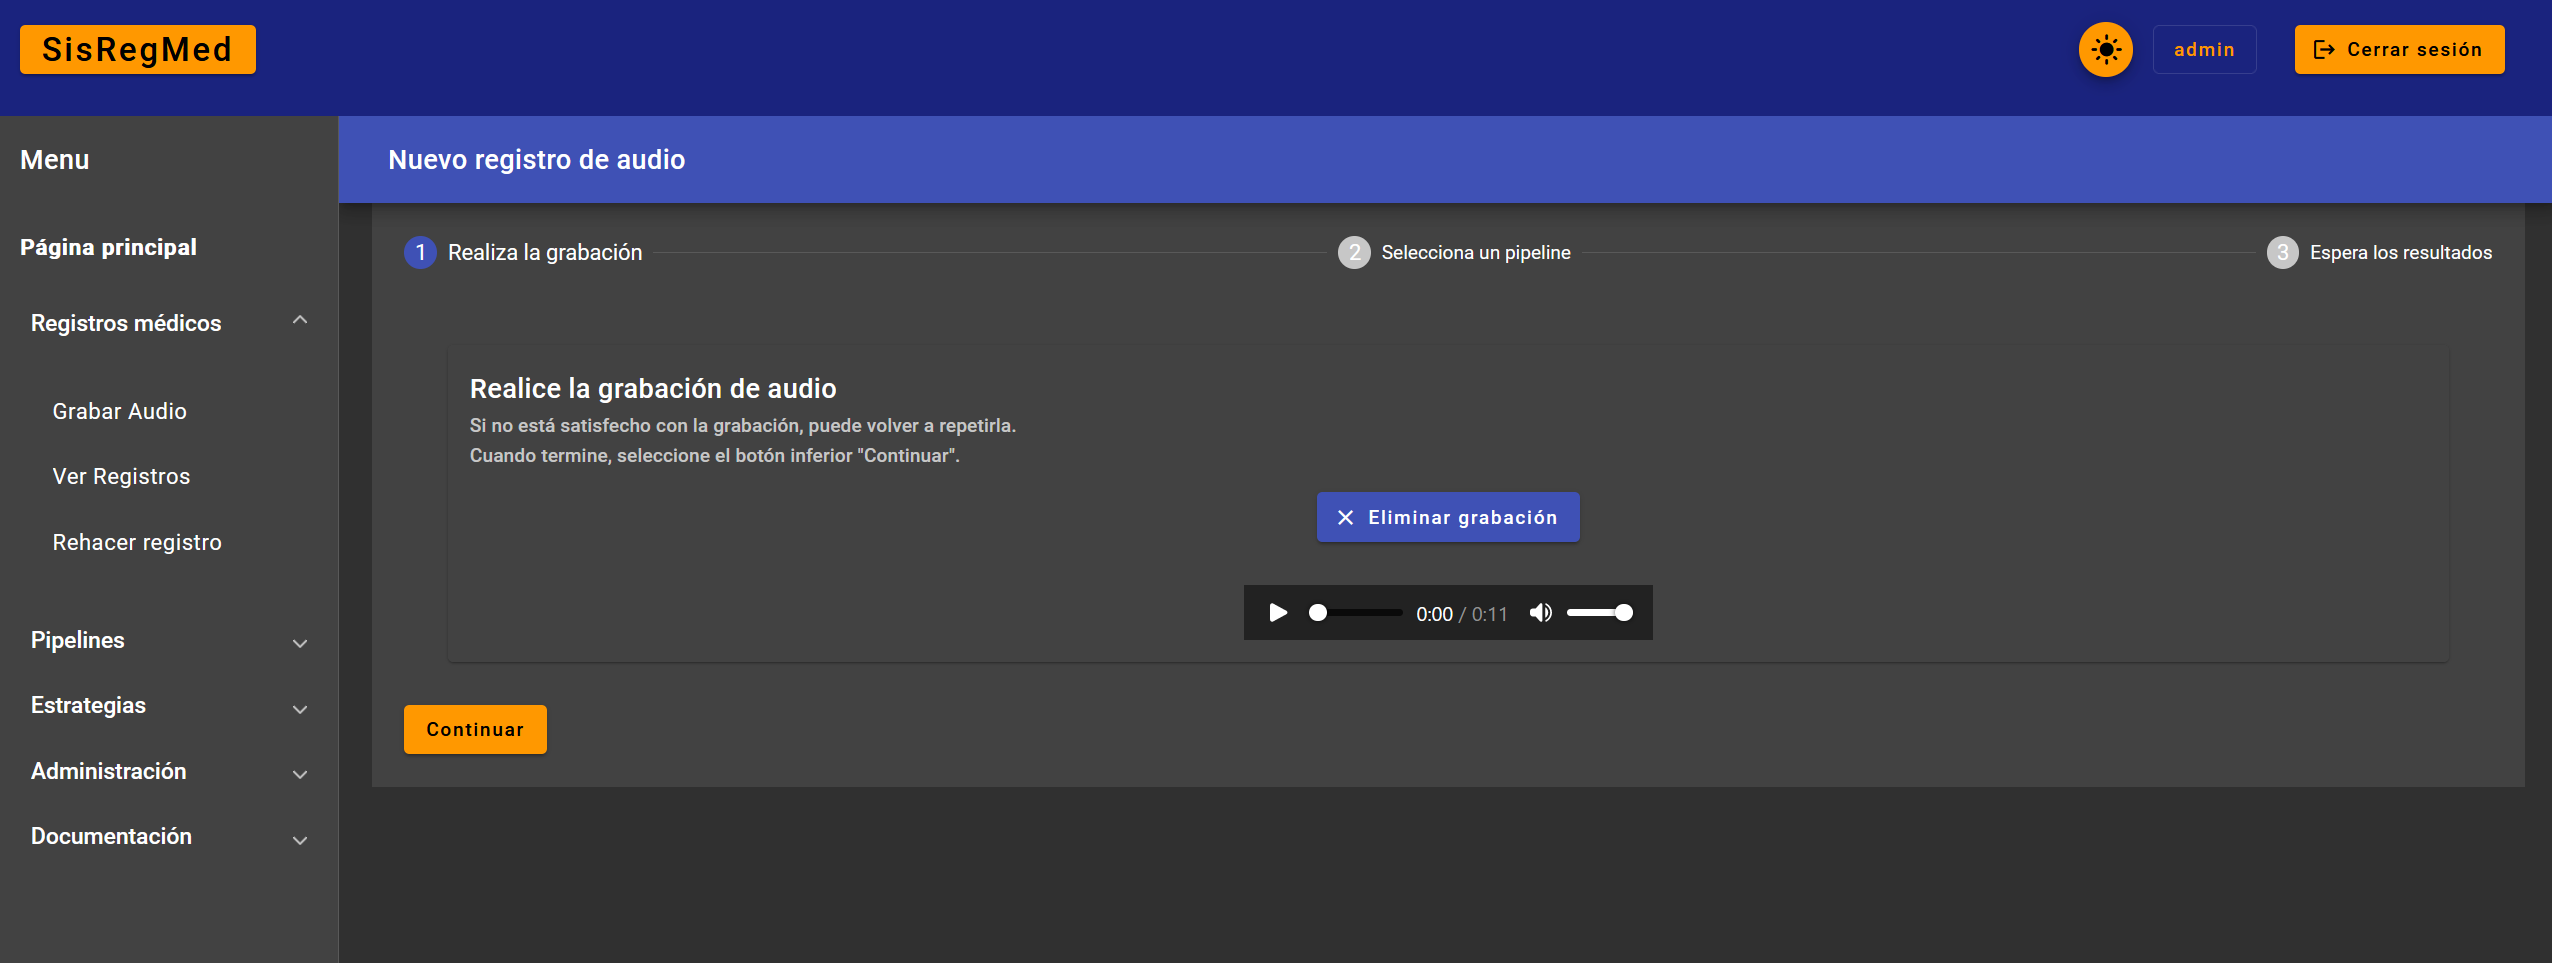 SisRegMed
admin
Cerrar sesión
Menu
Página principal
Registros médicos
Grabar Audio
Ver Registros
Rehacer registro
Pipelines
Estrategias
Administración
Documentación
Nuevo registro de audio
1 Realiza la grabación
2 Selecciona un pipeline
3 Espera los resultados
Realice la grabación de audio
Si no está satisfecho con la grabación, puede volver a repetirla.
Cuando termine, seleccione el botón inferior "Continuar".
Eliminar grabación
0:00 / 0:11
Continuar